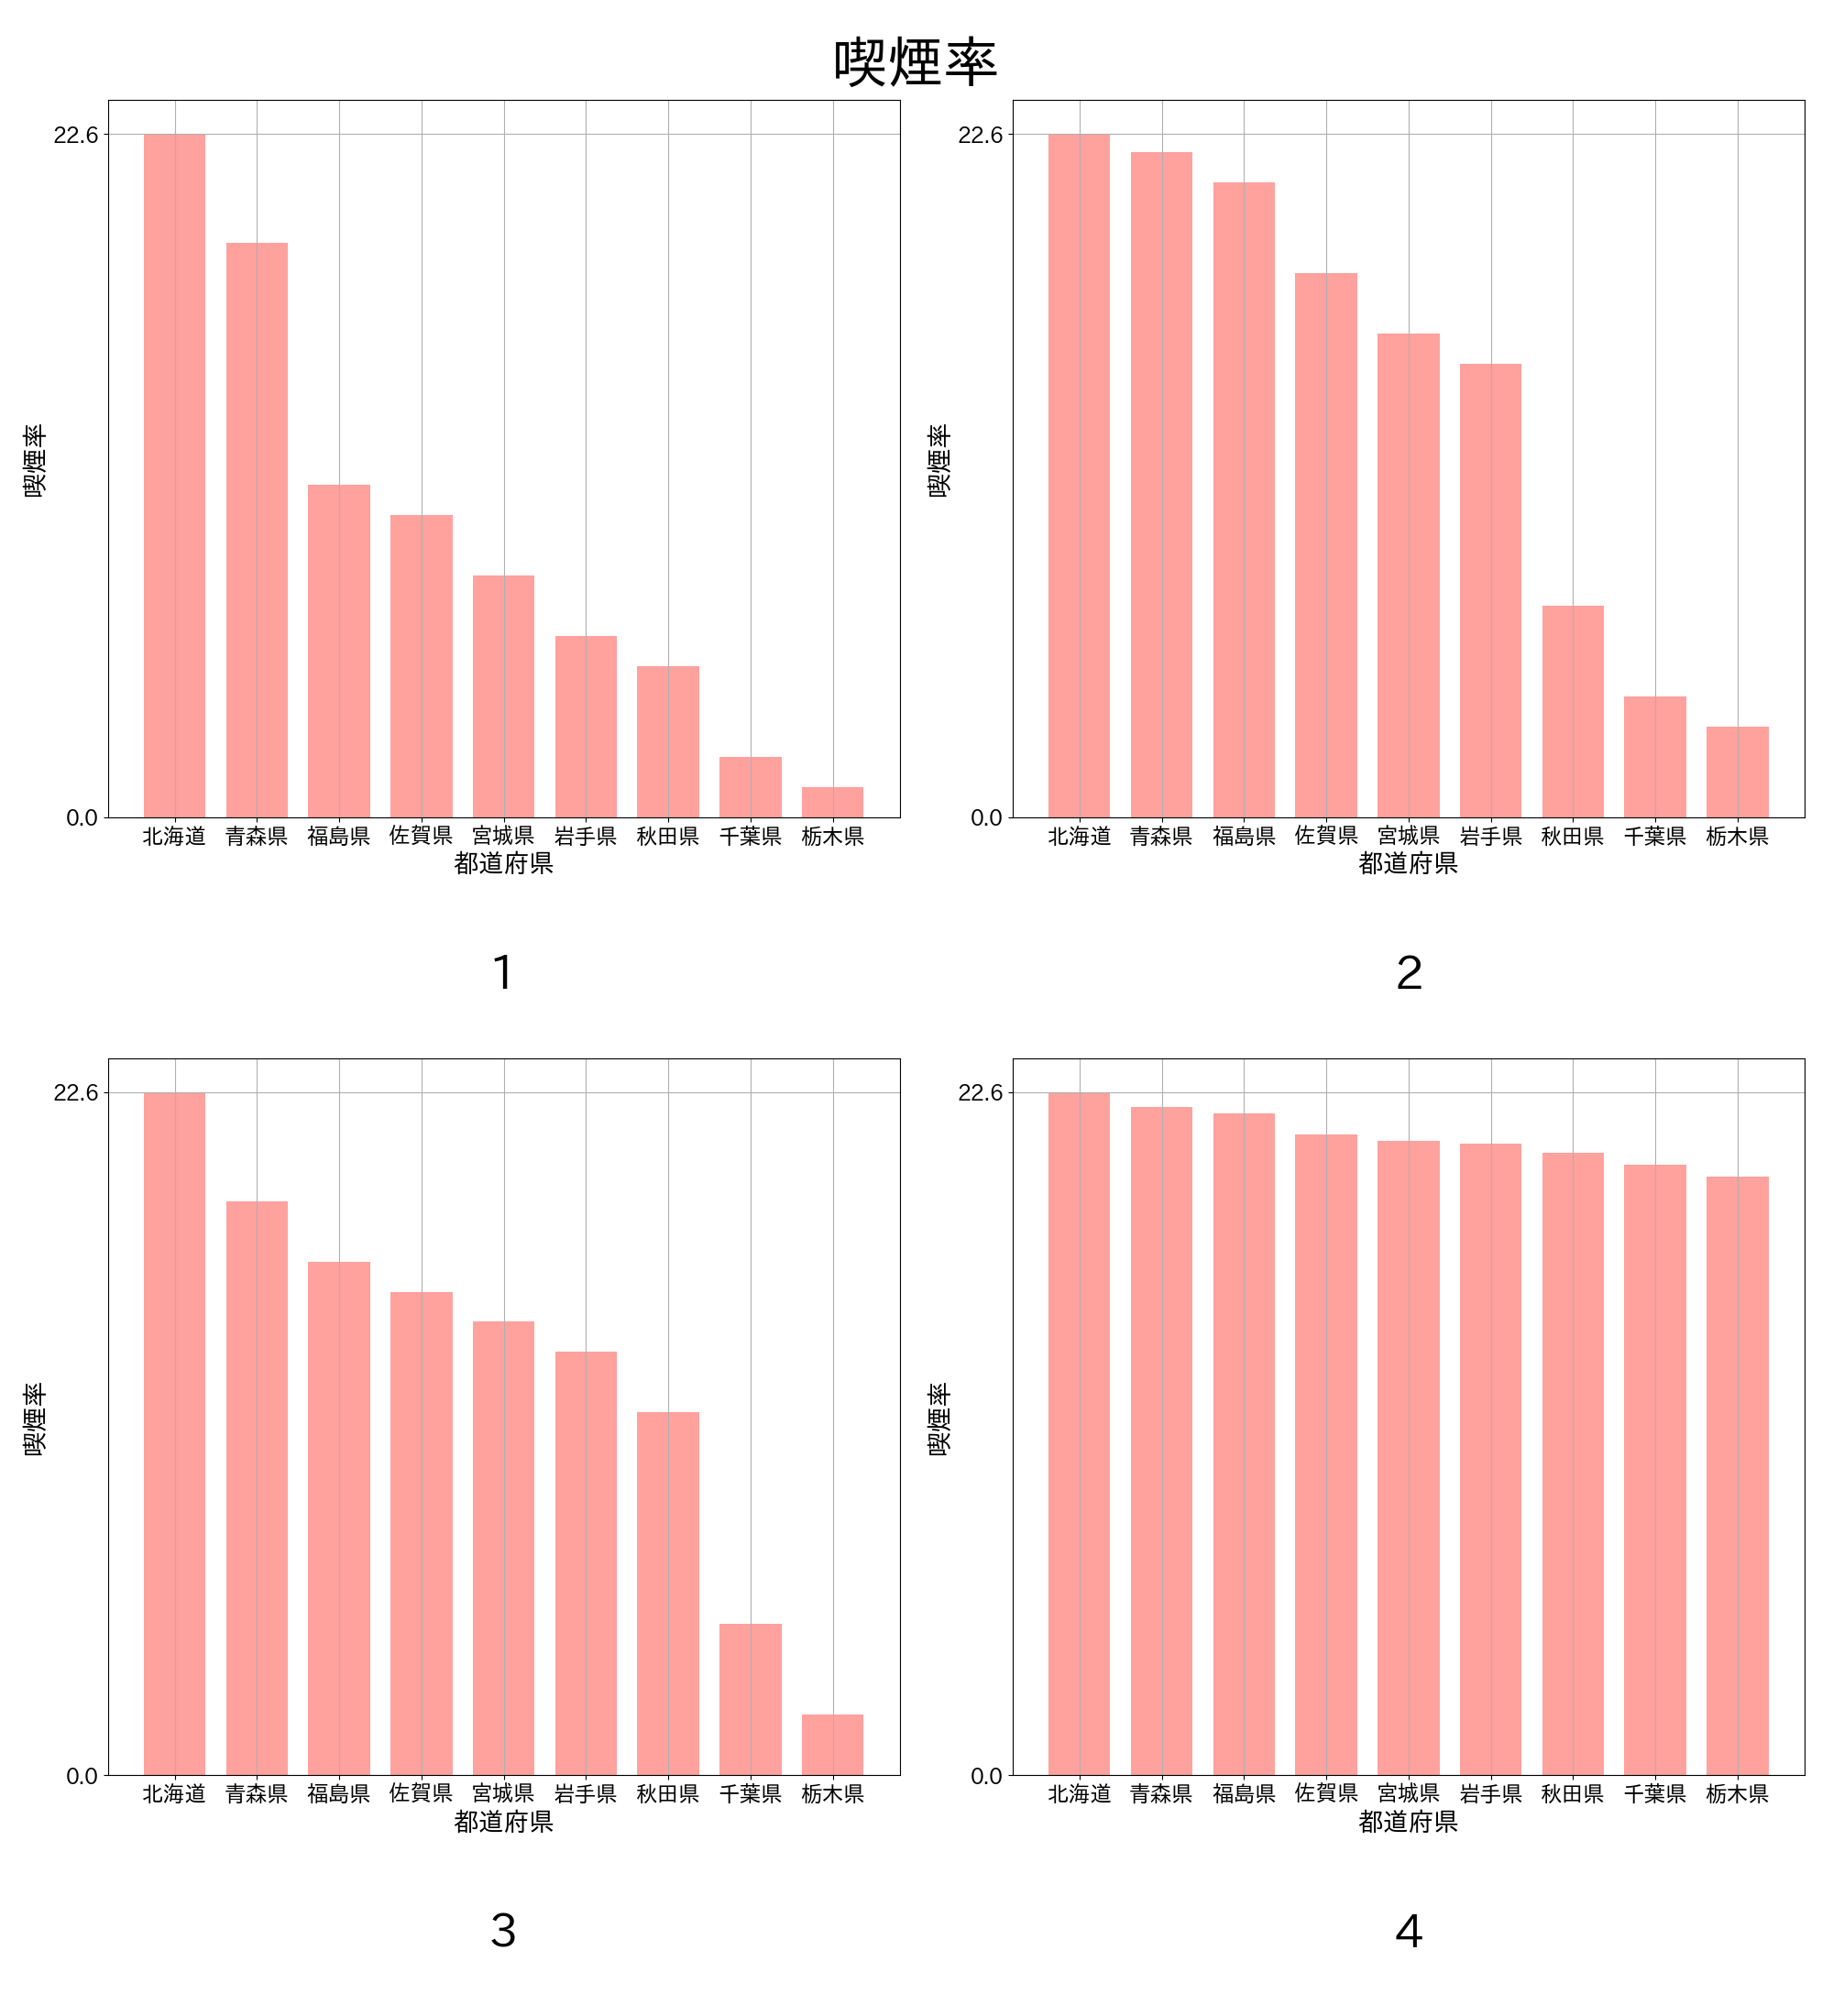 喫煙率
22.6
喫煙率
0.0
北海道 青森県 福島県 佐賀県 宮城県 岩手県 秋田県 千葉県 栃木県
都道府県
1
22.6
喫煙率
0.0
北海道 青森県 福島県 佐賀県 宮城県 岩手県 秋田県 千葉県 栃木県
都道府県
2
22.6
喫煙率
0.0
北海道 青森県 福島県 佐賀県 宮城県 岩手県 秋田県 千葉県 栃木県
都道府県
3
22.6
喫煙率
0.0
北海道 青森県 福島県 佐賀県 宮城県 岩手県 秋田県 千葉県 栃木県
都道府県
4